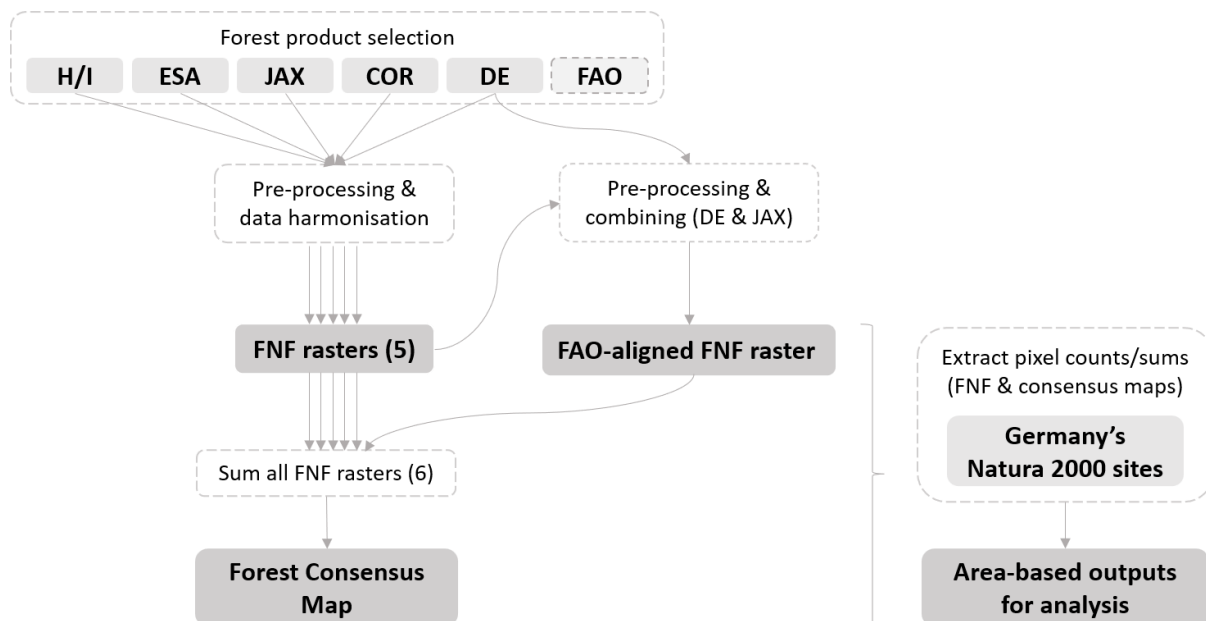 Forest product selection
H/I ESA JAX COR DE FAO
Pre-processing &
data harmonisation
Pre-processing &
combining (DE & JAX)
FNF rasters (5)
FAO-aligned FNF raster
Extract pixel counts/sums
(FNF & consensus maps)
Germany's
Natura 2000 sites
Sum all FNF rasters (6)
Forest Consensus
Map
Area-based outputs
for analysis